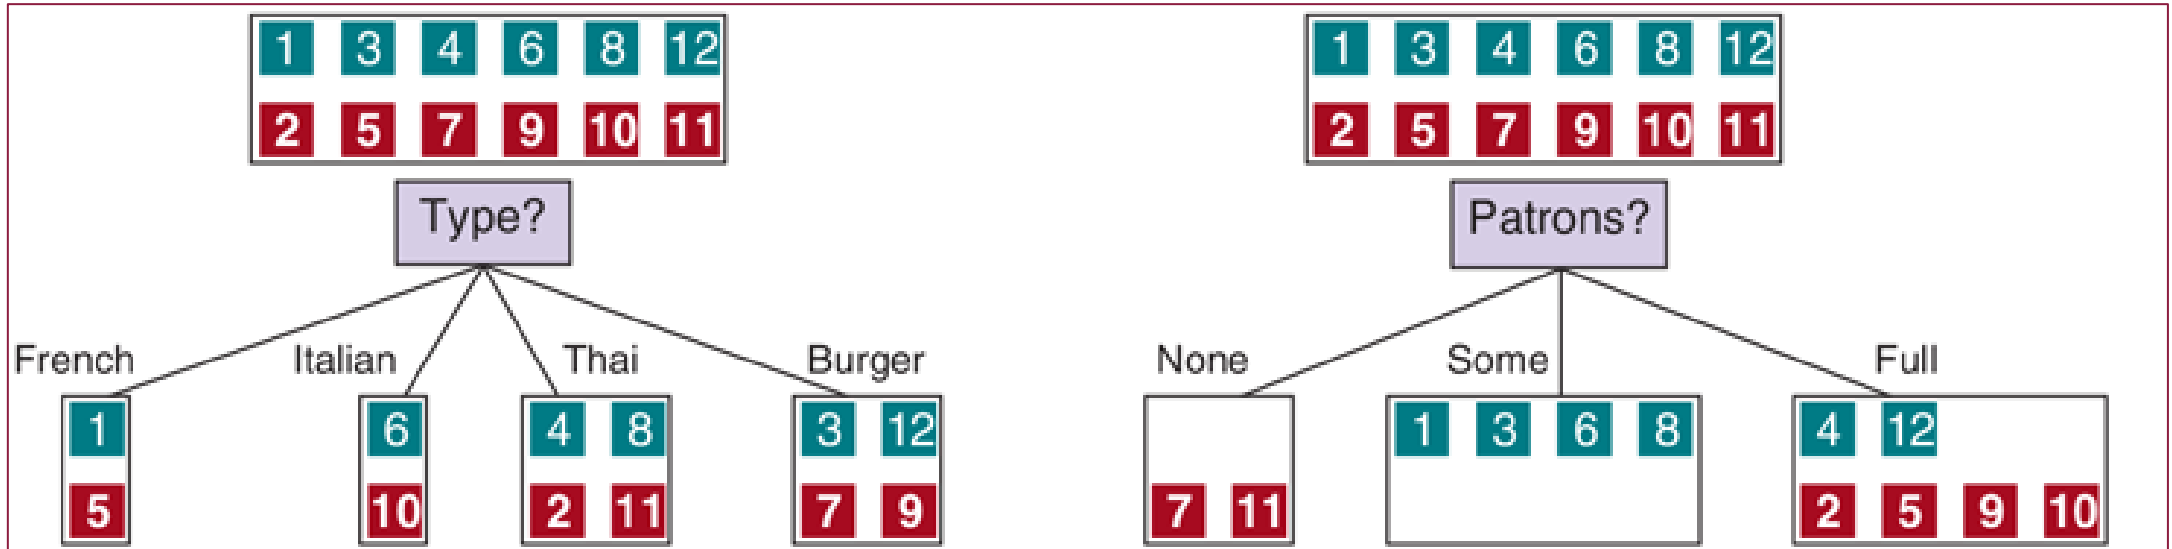 1 3 4 6 8 12
2 5 7 9 10 11
Type?
French Italian Thai Burger
1 6 4 8 3 12
5 10 2 11 7 9
1 3 4 6 8 12
2 5 7 9 10 11
Patrons?
None Some Full
1 3 6 8 4 12
7 11 2 5 9 10